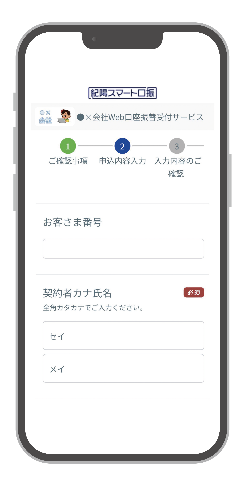 紀陽スマート口振
●×会社Web口座振替受付サービス
1 2 3
ご確認事項 申込内容入力 入力内容のご
確認
お客さま番号
契約者カナ氏名 必須
全角カタカナでご入力ください。
セイ
メイ